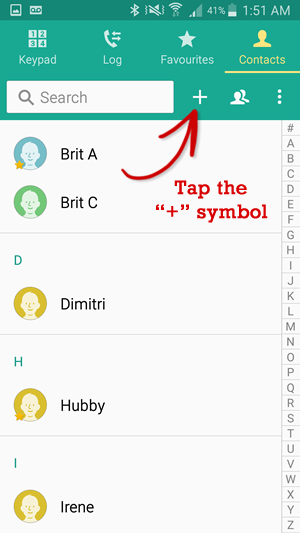 41% 1:51 AM
Keypad Log Favourites Contacts
Search
Brit A
Brit C
Tap the
“+” symbol
D
Dimitri
H
Hubby
I
Irene
#
A
B
C
D
E
F
G
H
I
J
K
L
M
N
O
P
Q
R
S
T
U
V
W
X
Y
Z